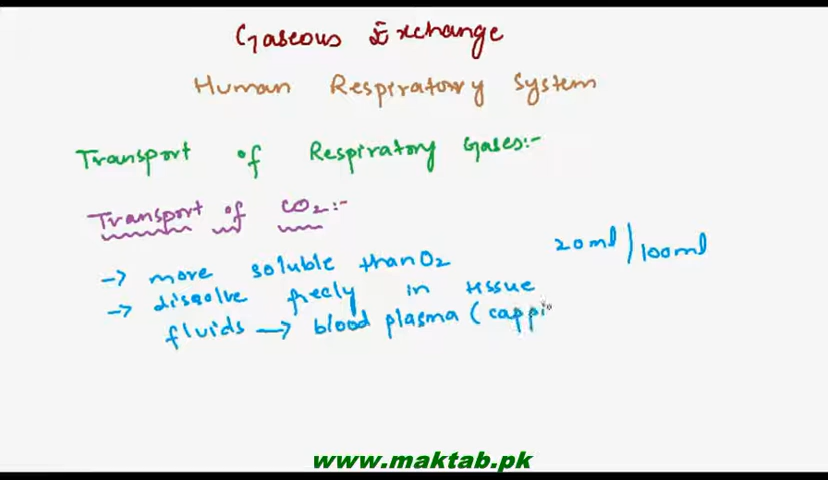 Gaseous Exchange
Human Respiratory System
Transport of Respiratory Gases:-
Transport of CO₂:-
20ml/100ml
→ more soluble than O₂
→ dissolve freely in tissue
fluids → blood plasma (cappi
www.maktab.pk